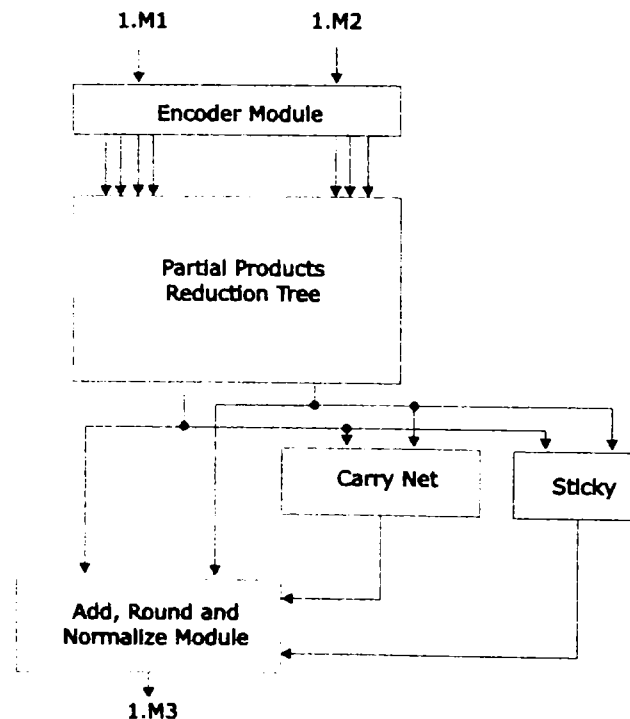 1.M1
1.M2
Encoder Module
Partial Products
Reduction Tree
Carry Net
Sticky
Add, Round and
Normalize Module
1.M3